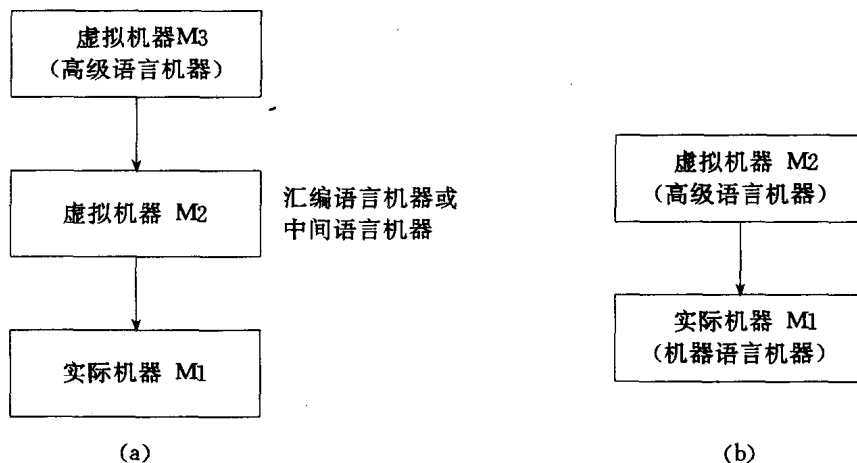 虚拟机器M3
（高级语言机器）
虚拟机器 M2
汇编语言机器或
中间语言机器
实际机器 M1
(a)
虚拟机器 M2
（高级语言机器）
实际机器 M1
（机器语言机器）
(b)